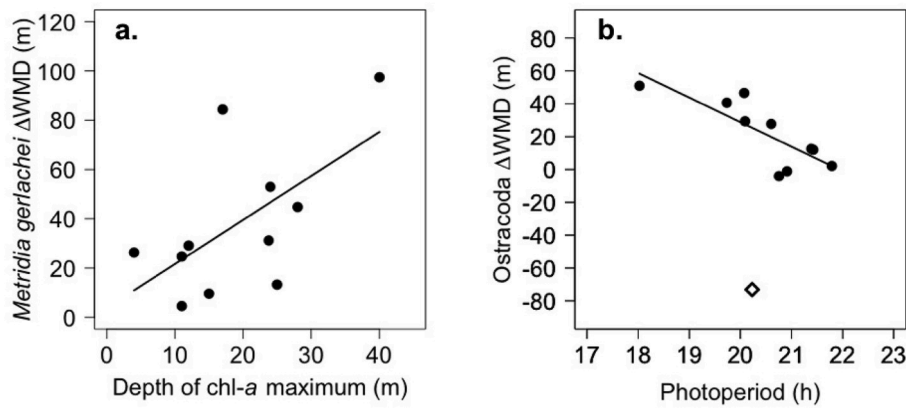 a.
Metridia gerlachei ΔWMD (m)
120
100
80
60
40
20
0
0 10 20 30 40
Depth of chl-a maximum (m)
b.
Ostracoda ΔWMD (m)
80
60
40
20
0
-20
-40
-60
-80
17 18 19 20 21 22 23
Photoperiod (h)